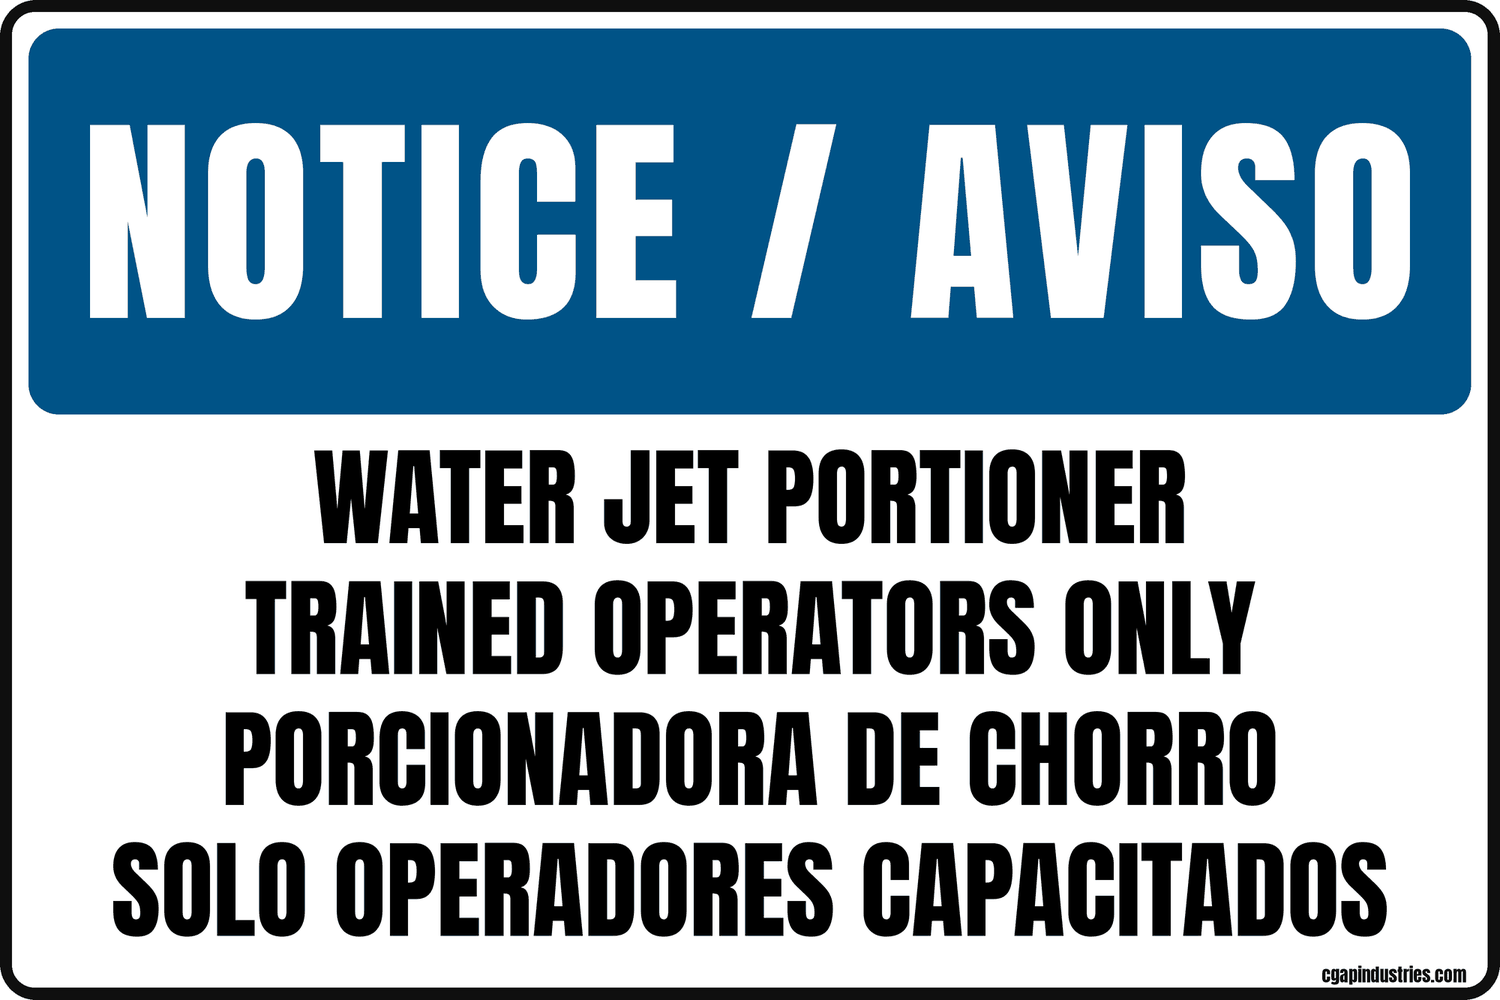 NOTICE / AVISO
WATER JET PORTIONER
TRAINED OPERATORS ONLY
PORCIONADORA DE CHORRO
SOLO OPERADORES CAPACITADOS
cgapindustries.com